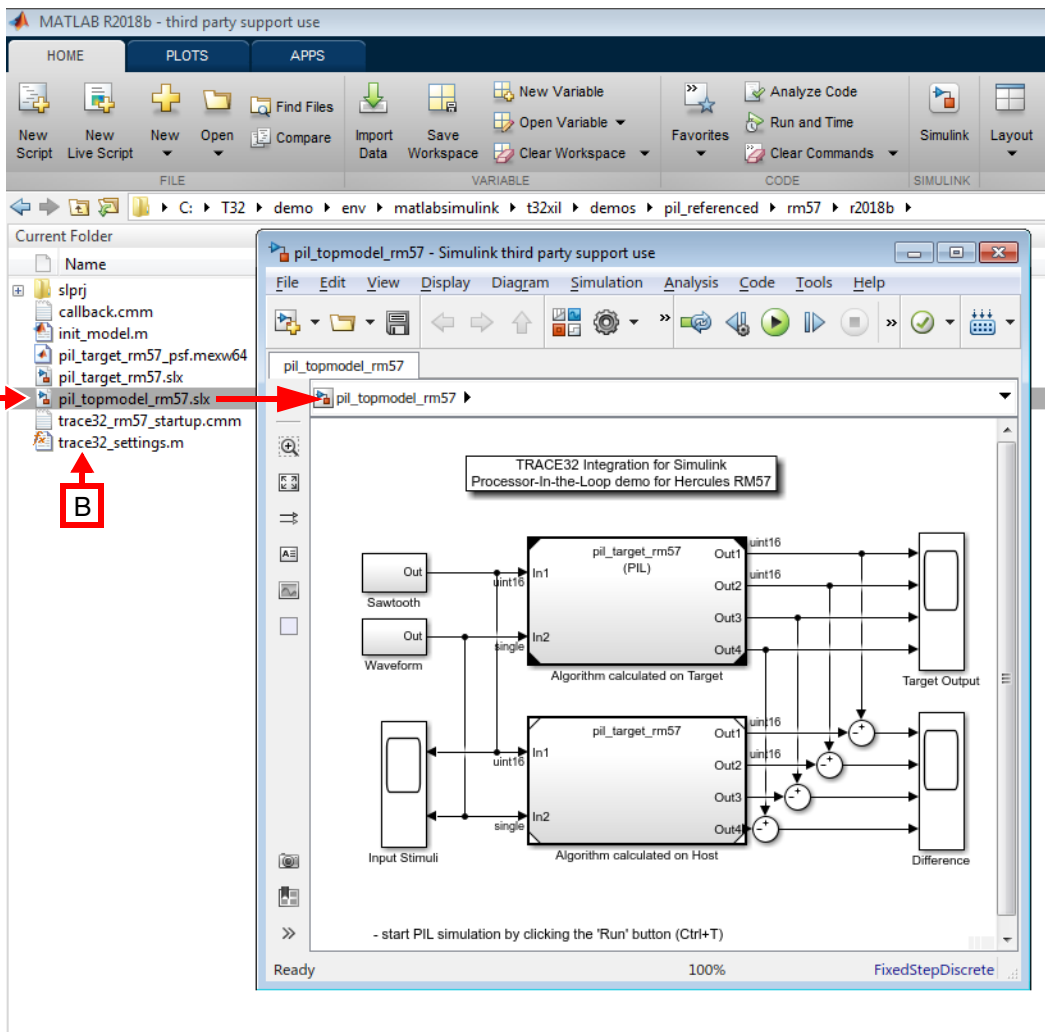 MATLAB R2018b - third party support use
HOME PLOTS APPS
New Script
New Live Script
New
Open
Find Files
Compare
Import Data
Save Workspace
New Variable
Open Variable
Clear Workspace
Favorites
Analyze Code
Run and Time
Clear Commands
Simulink
Layout
FILE VARIABLE CODE SIMULINK
C: T32 demo env matlabsimulink t32xil demos pil_referenced rm57 r2018b
Current Folder
Name
slprj
callback.cmm
init_model.m
pil_target_rm57_psf.mexw64
pil_target_rm57.slx
pil_topmodel_rm57.slx
trace32_rm57_startup.cmm
trace32_settings.m
B
pil_topmodel_rm57 - Simulink third party support use
File Edit View Display Diagram Simulation Analysis Code Tools Help
pil_topmodel_rm57
pil_topmodel_rm57
TRACE32 Integration for Simulink
Processor-In-the-Loop demo for Hercules RM57
Out
Sawtooth
Out
Waveform
uint16
single
In1
In2
pil_target_rm57
(PIL)
Out1
Out2
Out3
Out4
uint16
uint16
Algorithm calculated on Target
Target Output
Input Stimuli
uint16
single
In1
In2
pil_target_rm57
Out1
Out2
Out3
Out4
uint16
uint16
Algorithm calculated on Host
Difference
- start PIL simulation by clicking the 'Run' button (Ctrl+T)
Ready 100% FixedStepDiscrete